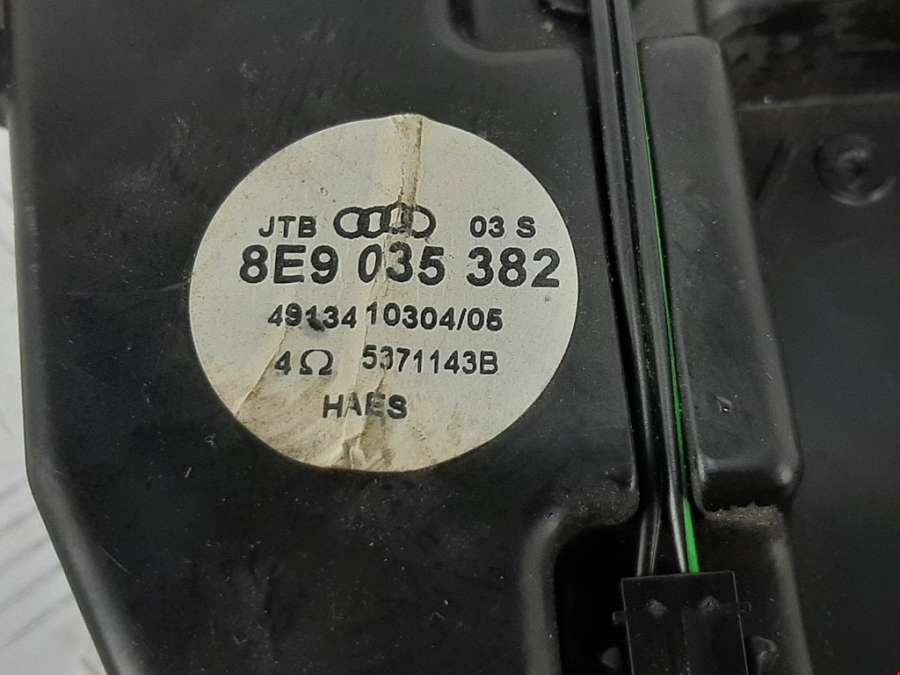 JTB 03 S
8E9 035 382
49134 10304/05
4Ω 5371143B
HAES